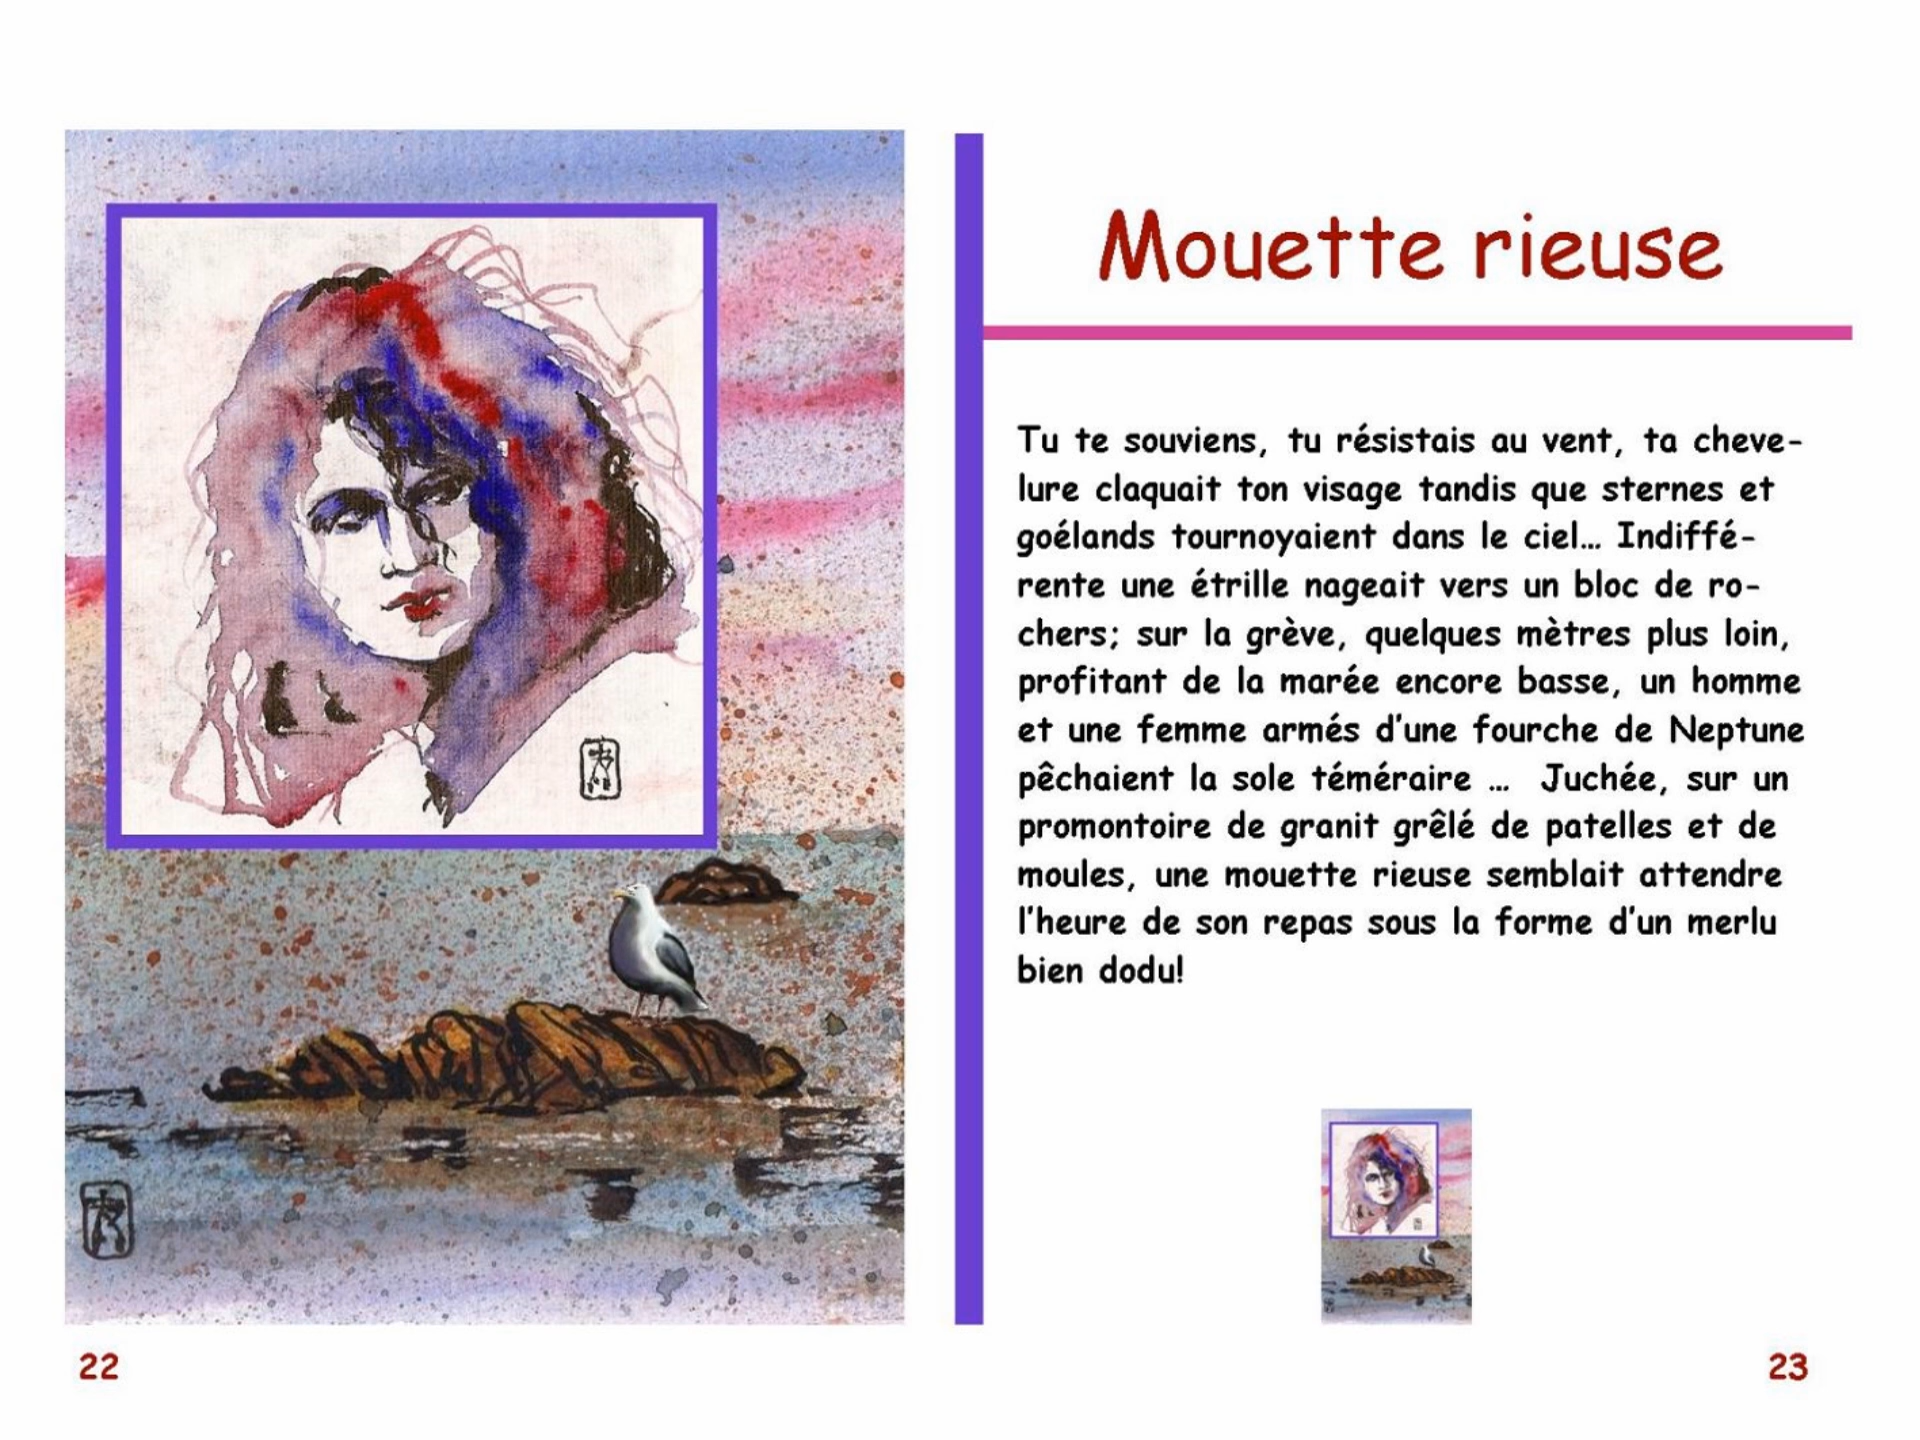 Mouette rieuse
Tu te souviens, tu résistais au vent, ta cheve-
lure claquait ton visage tandis que sternes et
goélands tournoyaient dans le ciel… Indiffé-
rente une étrille nageait vers un bloc de ro-
chers; sur la grève, quelques mètres plus loin,
profitant de la marée encore basse, un homme
et une femme armés d’une fourche de Neptune
pêchaient la sole téméraire … Juchée, sur un
promontoire de granit grêlé de patelles et de
moules, une mouette rieuse semblait attendre
l’heure de son repas sous la forme d’un merlu
bien dodu!
22
23